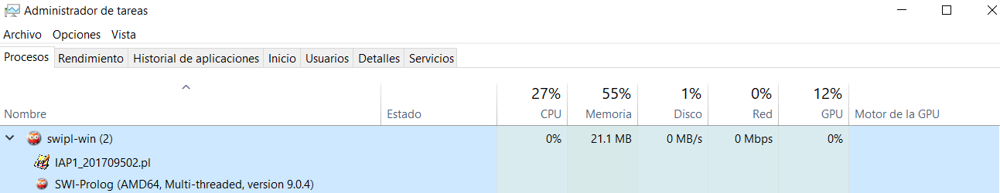 Administrador de tareas
Archivo Opciones Vista
Procesos Rendimiento Historial de aplicaciones Inicio Usuarios Detalles Servicios
27% 55% 1% 0% 12%
Nombre Estado CPU Memoria Disco Red GPU Motor de la GPU
swipl-win (2) 0% 21.1 MB 0 MB/s 0 Mbps 0%
IAP1_201709502.pl
SWI-Prolog (AMD64, Multi-threaded, version 9.0.4)